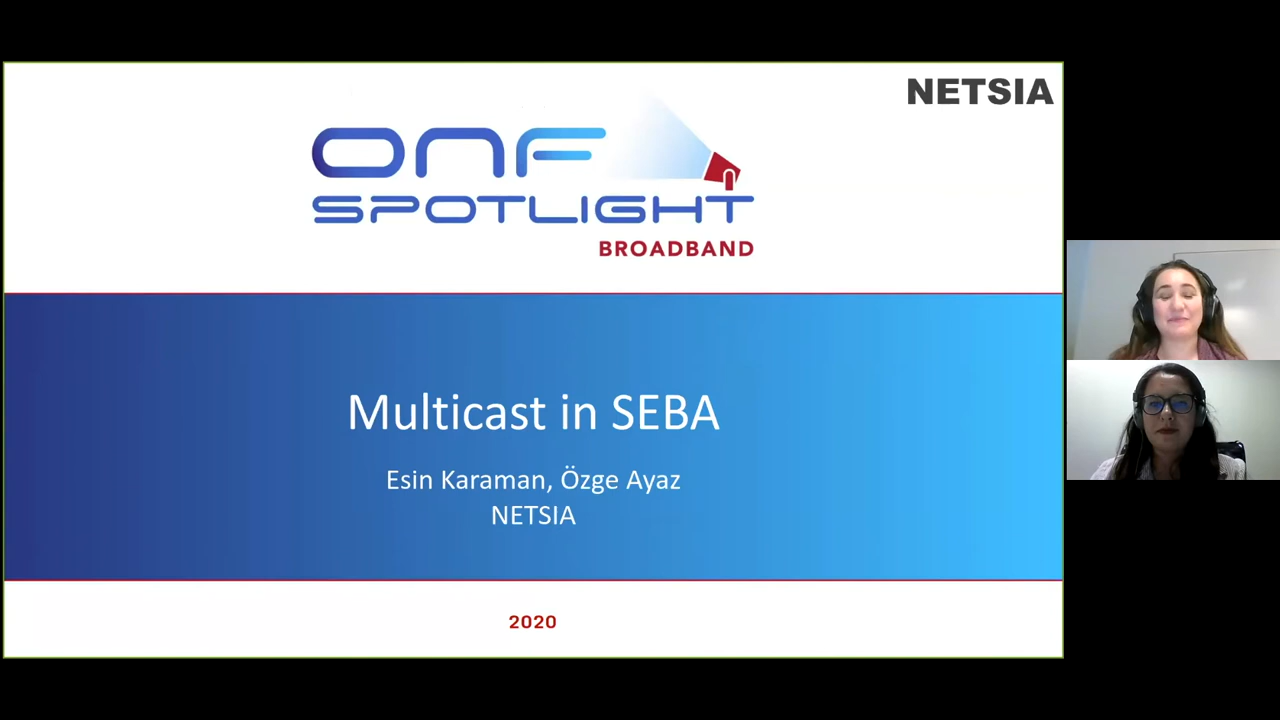 NETSIA
ONF
SPOTLIGHT
BROADBAND
Multicast in SEBA
Esin Karaman, Özge Ayaz
NETSIA
2020